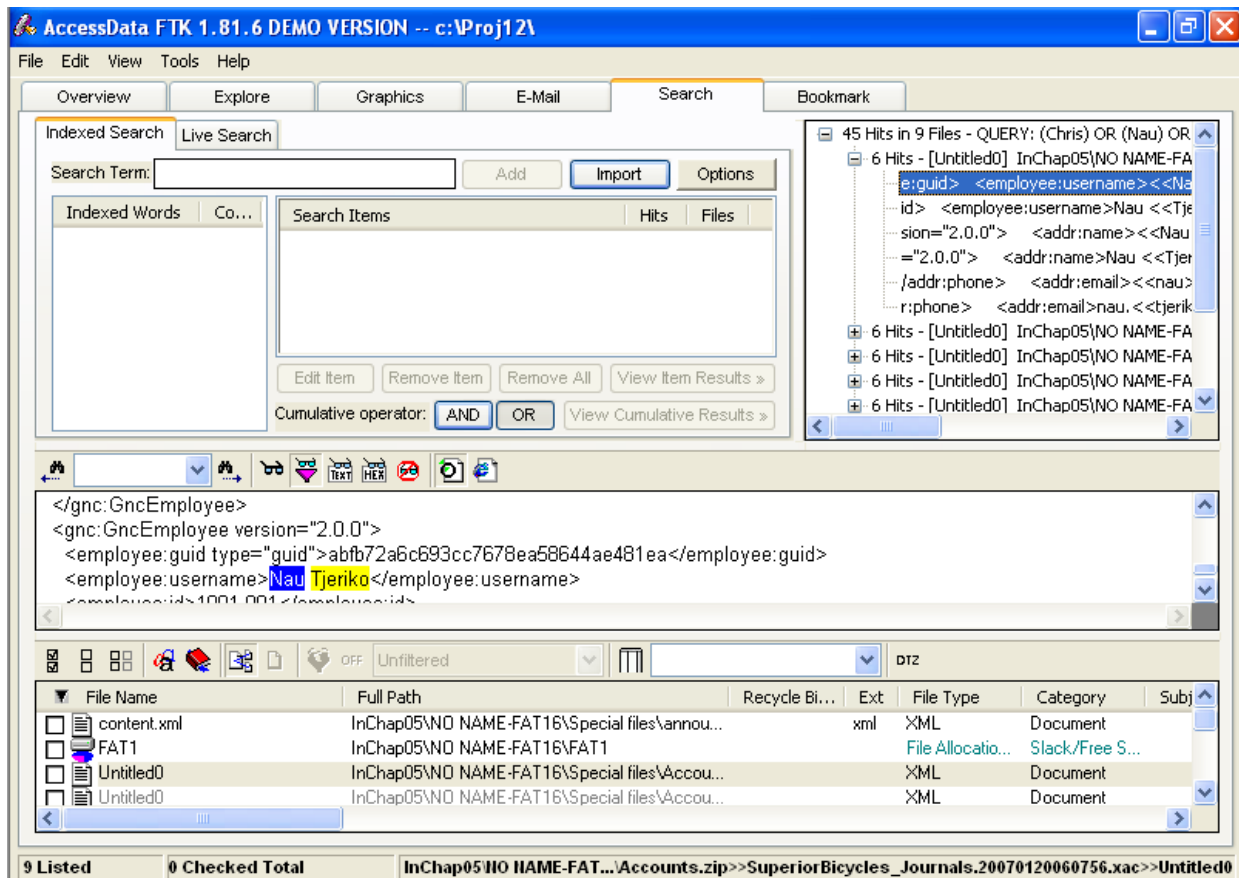 AccessData FTK 1.81.6 DEMO VERSION -- c:\Proj12\
File Edit View Tools Help
Overview Explore Graphics E-Mail Search Bookmark
Indexed Search Live Search
Search Term: Add Import Options
Indexed Words Co...
Search Items Hits Files
Edit Item Remove Item Remove All View Item Results »
Cumulative operator: AND OR View Cumulative Results »
45 Hits in 9 Files - QUERY: (Chris) OR (Nau) OR
6 Hits - [Untitled0] InChap05\NO NAME-FA
e:guid> <employee:username><<Na
id> <employee:username>Nau <<Tje
sion="2.0.0"> <addr:name><<Nau
="2.0.0"> <addr:name>Nau <<Tjer
/addr:phone> <addr:email><<nau>
r:phone> <addr:email>nau.<<tjerik
6 Hits - [Untitled0] InChap05\NO NAME-FA
6 Hits - [Untitled0] InChap05\NO NAME-FA
6 Hits - [Untitled0] InChap05\NO NAME-FA
6 Hits - [Untitled0] InChap05\NO NAME-FA
TEXT HEX
</gnc:GncEmployee>
<gnc:GncEmployee version="2.0.0">
<employee:guid type="guid">abfb72a6c693cc7678ea58644ae481ea</employee:guid>
<employee:username>Nau Tjeriko</employee:username>
<employee:id>1001.001</employee:id>
OFF Unfiltered DTZ
File Name Full Path Recycle Bi... Ext File Type Category Subj
content.xml InChap05\NO NAME-FAT16\Special files\annou... xml XML Document
FAT1 InChap05\NO NAME-FAT16\FAT1 File Allocatio... Slack/Free S...
Untitled0 InChap05\NO NAME-FAT16\Special files\Accou... XML Document
Untitled0 InChap05\NO NAME-FAT16\Special files\Accou... XML Document
9 Listed 0 Checked Total InChap05\NO NAME-FAT...\Accounts.zip>>SuperiorBicycles_Journals.20070120060756.xac>>Untitled0